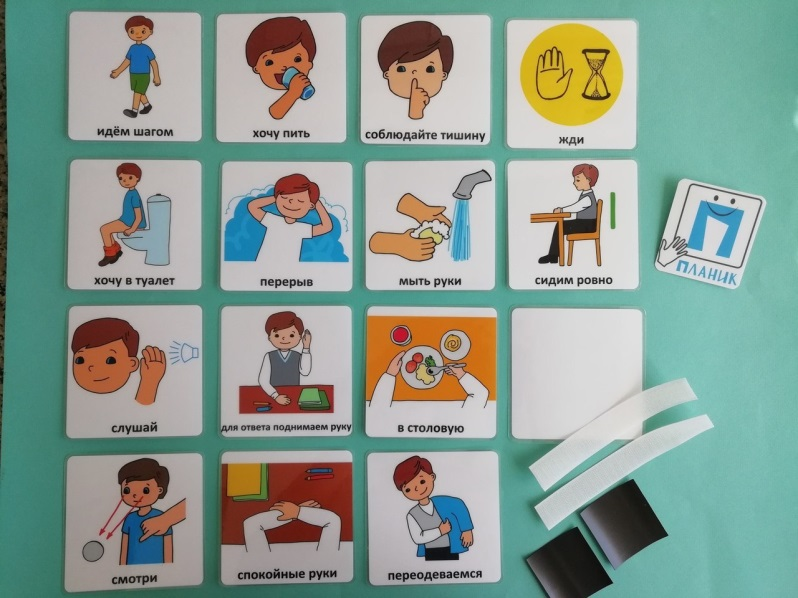 идём шагом
хочу пить
соблюдайте тишину
жди
хочу в туалет
перерыв
мыть руки
сидим ровно
П
ПЛАНИК
слушай
для ответа поднимаем руку
в столовую
смотри
спокойные руки
переодеваемся